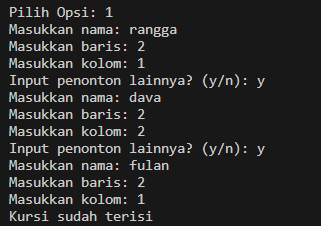 Pilih Opsi: 1
Masukkan nama: rangga
Masukkan baris: 2
Masukkan kolom: 1
Input penonton lainnya? (y/n): y
Masukkan nama: dava
Masukkan baris: 2
Masukkan kolom: 2
Input penonton lainnya? (y/n): y
Masukkan nama: fulan
Masukkan baris: 2
Masukkan kolom: 1
Kursi sudah terisi